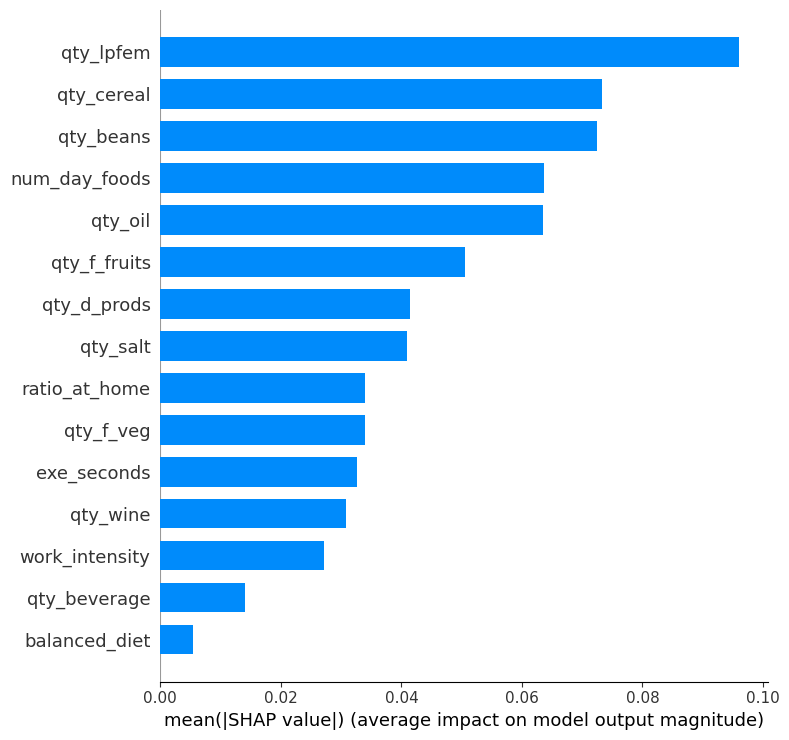 qty_lpfem
qty_cereal
qty_beans
num_day_foods
qty_oil
qty_f_fruits
qty_d_prods
qty_salt
ratio_at_home
qty_f_veg
exe_seconds
qty_wine
work_intensity
qty_beverage
balanced_diet
0.00 0.02 0.04 0.06 0.08 0.10
mean(|SHAP value|) (average impact on model output magnitude)